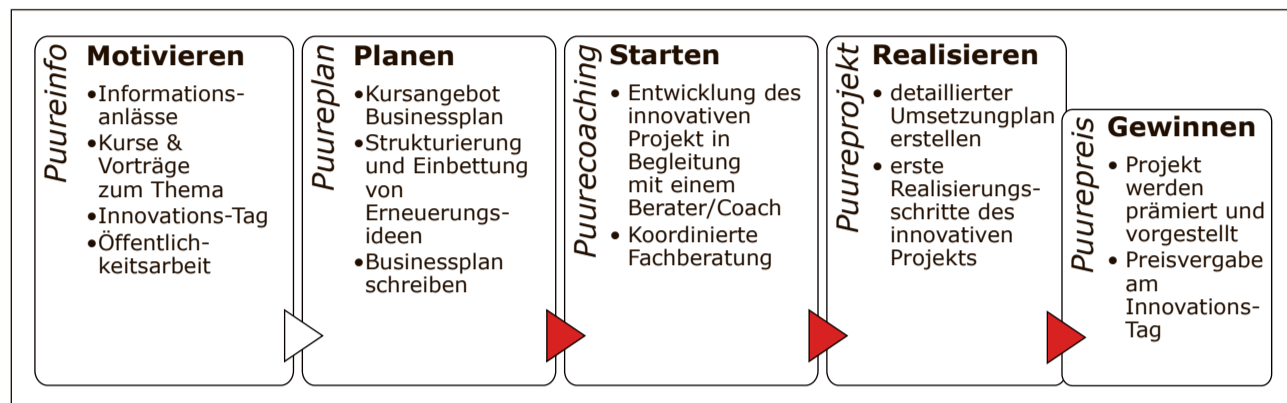 Puureinfo
Motivieren
•Informations-
anlässe
•Kurse &
Vorträge
zum Thema
•Innovations-Tag
•Öffentlich-
keitsarbeit
Puureplan
Planen
•Kursangebot
Businessplan
•Strukturierung
und Einbettung
von
Erneuerungs-
ideen
•Businessplan
schreiben
Puurecoaching
Starten
• Entwicklung des
innovativen
Projekt in
Begleitung
mit einem
Berater/Coach
• Koordinierte
Fachberatung
Puureprojekt
Realisieren
• detaillierter
Umsetzungplan
erstellen
• erste
Realisierungs-
schritte des
innovativen
Projekts
Puurepreis
Gewinnen
• Projekt
werden
prämiert und
vorgestellt
• Preisvergabe
am
Innovations-
Tag